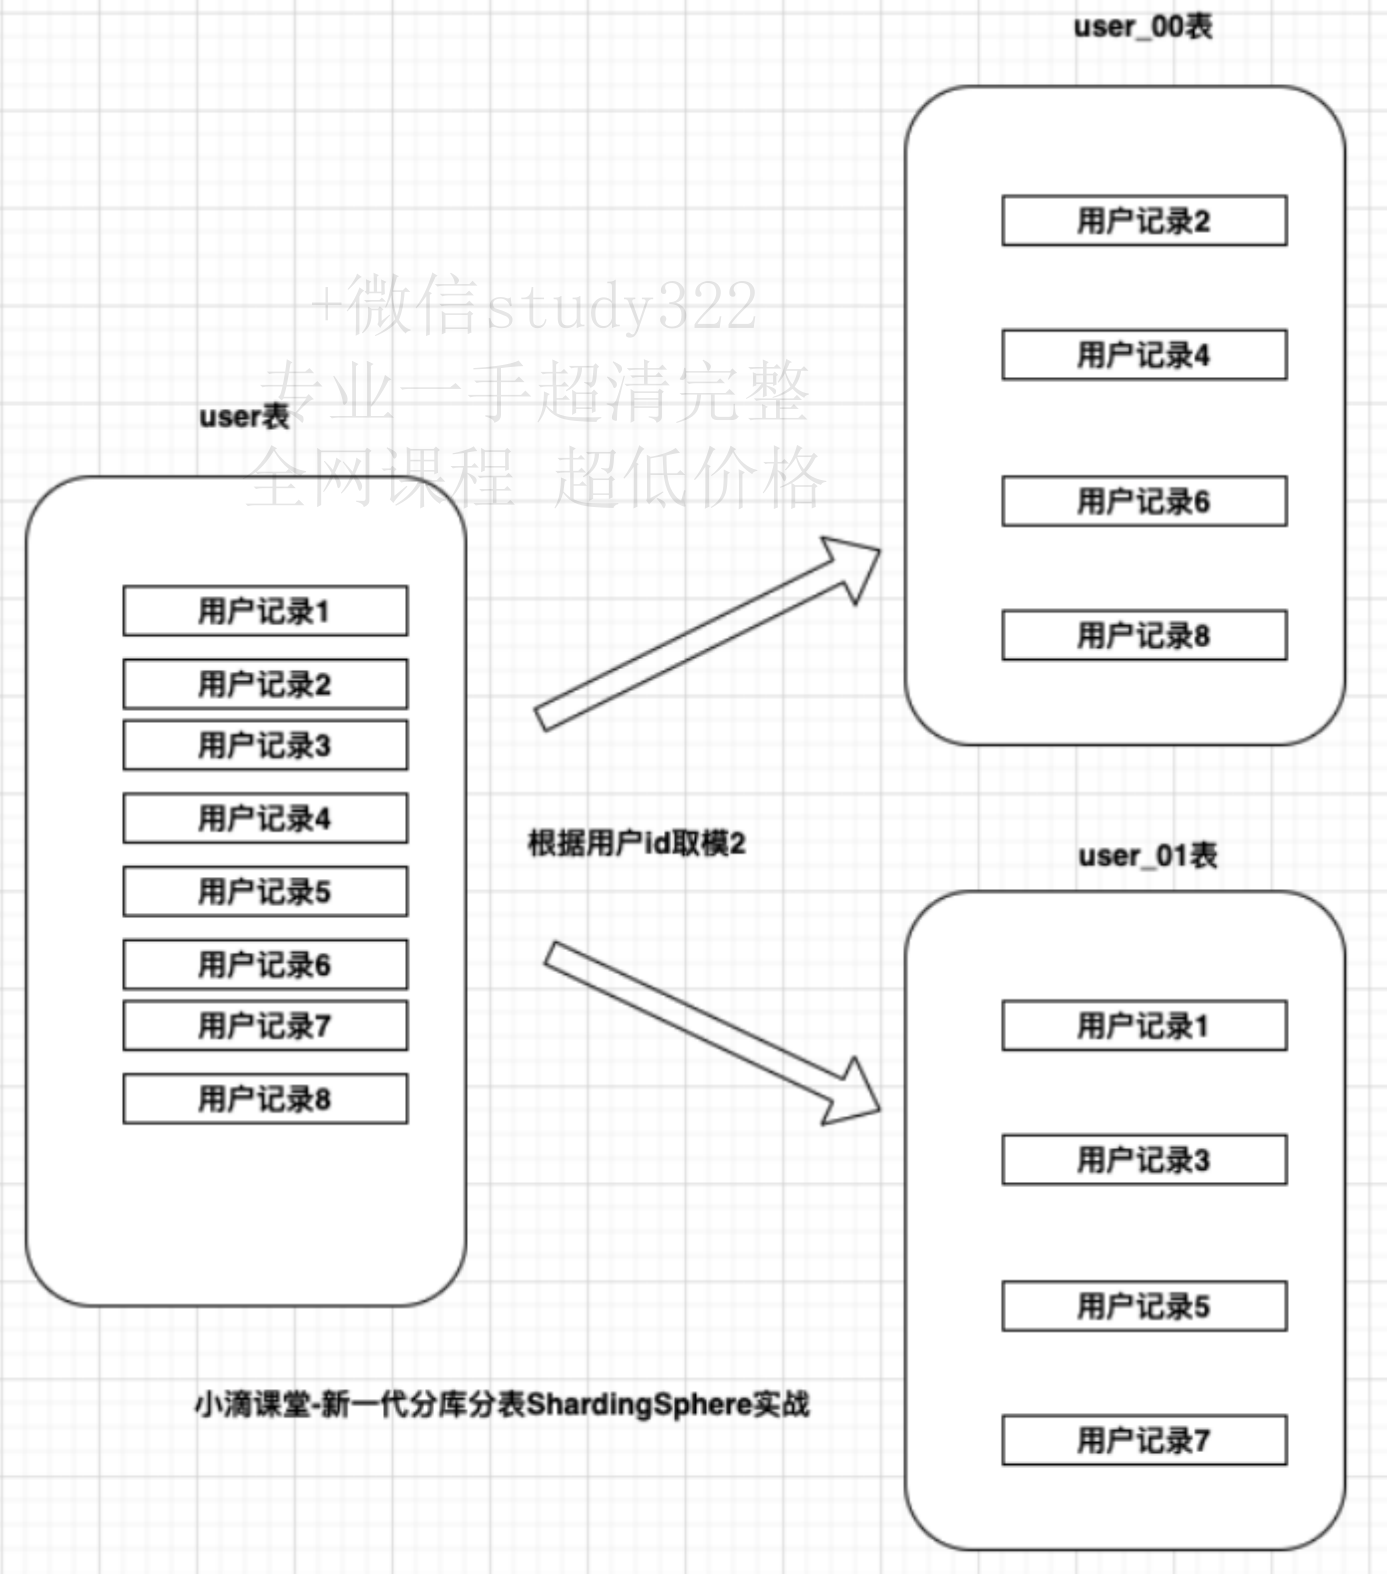 user_00表
用户记录2
用户记录4
用户记录6
用户记录8
+微信study322
专业一手超清完整
全网课程 超低价格
user表
用户记录1
用户记录2
用户记录3
用户记录4
用户记录5
用户记录6
用户记录7
用户记录8
根据用户id取模2
user_01表
用户记录1
用户记录3
用户记录5
用户记录7
小滴课堂-新一代分库分表ShardingSphere实战